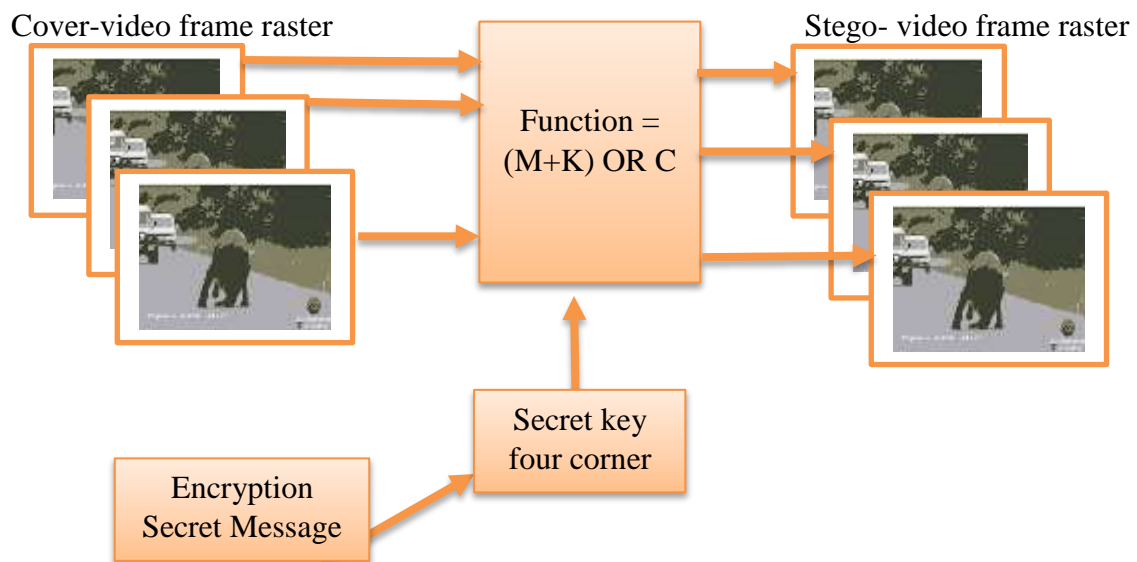 Cover-video frame raster
Stego- video frame raster
Function =
(M+K) OR C
Secret key
four corner
Encryption
Secret Message